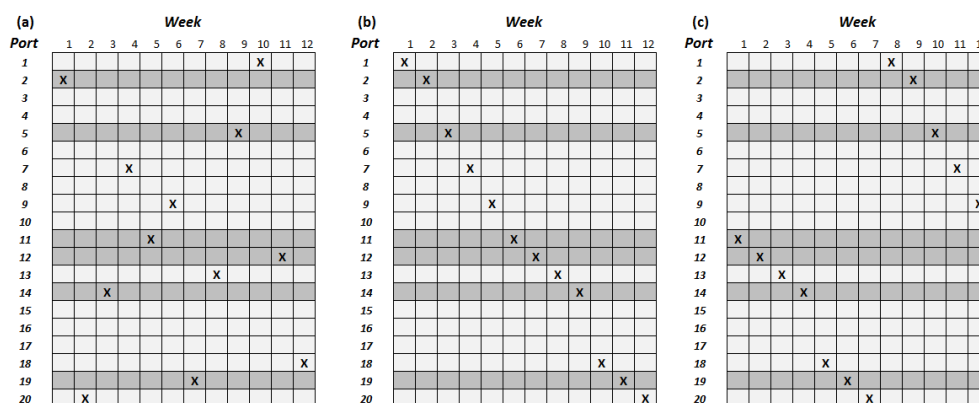 (a) Week
Port 1 2 3 4 5 6 7 8 9 10 11 12
1 X
2 X
3
4
5 X
6
7 X
8
9 X
10
11 X
12 X
13 X
14 X
15
16
17
18 X
19 X
20 X
(b) Week
Port 1 2 3 4 5 6 7 8 9 10 11 12
1 X
2 X
3
4
5 X
6
7 X
8
9 X
10
11 X
12 X
13 X
14 X
15
16
17
18 X
19 X
20 X
(c) Week
Port 1 2 3 4 5 6 7 8 9 10 11
1 X
2 X
3
4
5 X
6
7 X
8
9 X
10
11 X
12 X
13 X
14 X
15
16
17
18 X
19 X
20 X